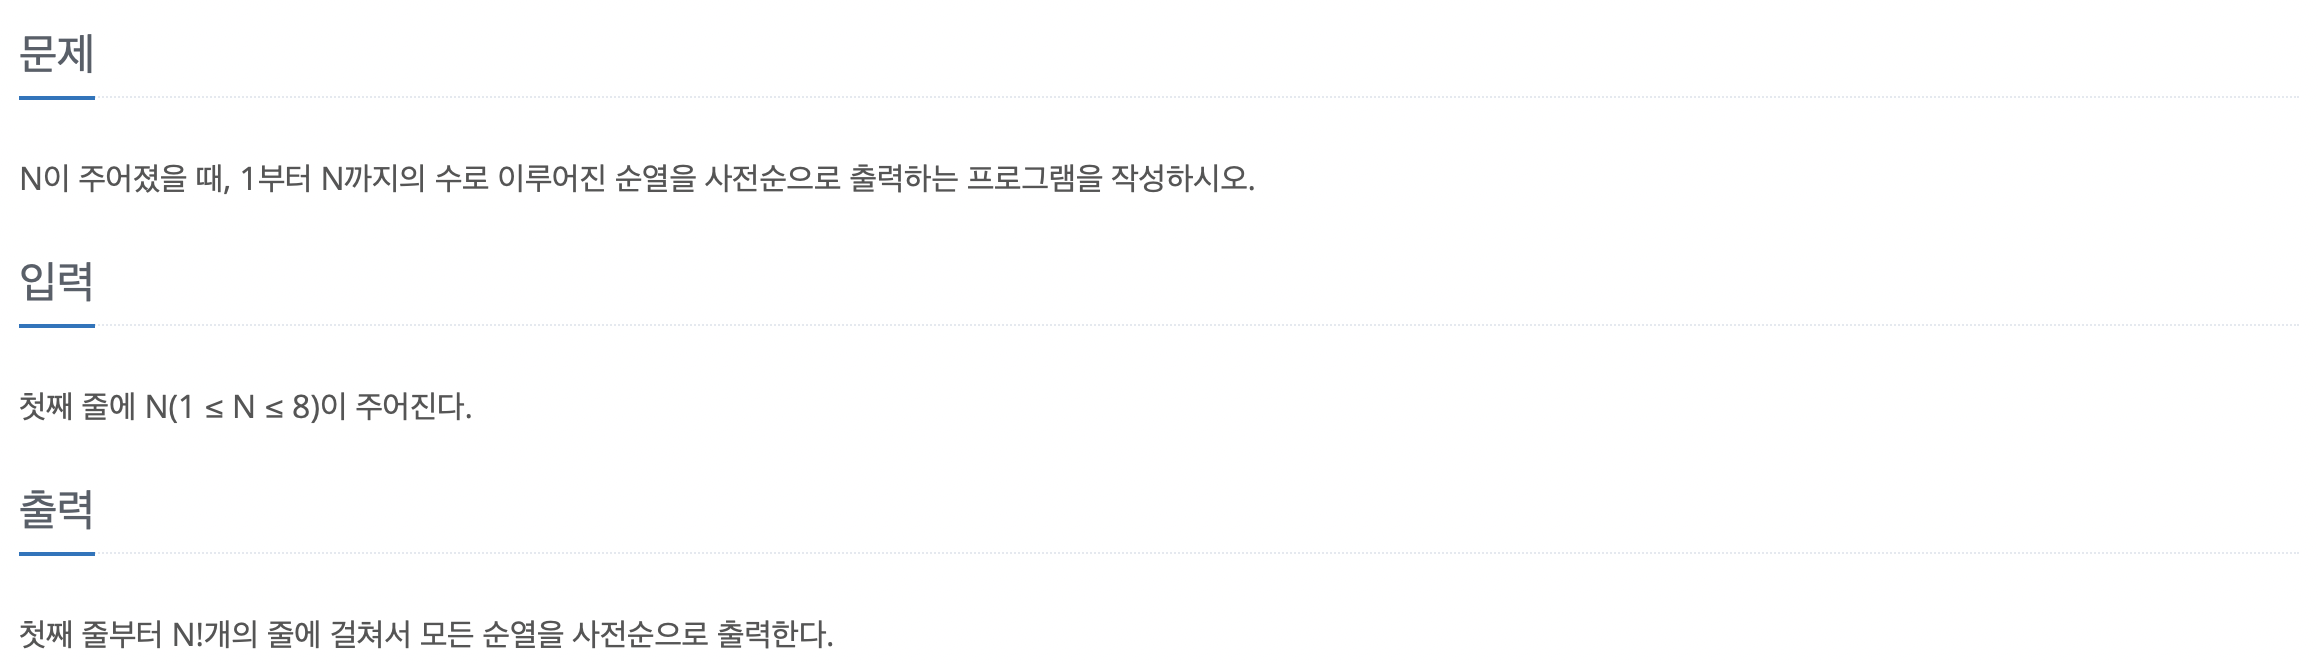 문제
N이 주어졌을 때, 1부터 N까지의 수로 이루어진 순열을 사전순으로 출력하는 프로그램을 작성하시오.
입력
첫째 줄에 N(1 ≤ N ≤ 8)이 주어진다.
출력
첫째 줄부터 N!개의 줄에 걸쳐서 모든 순열을 사전순으로 출력한다.